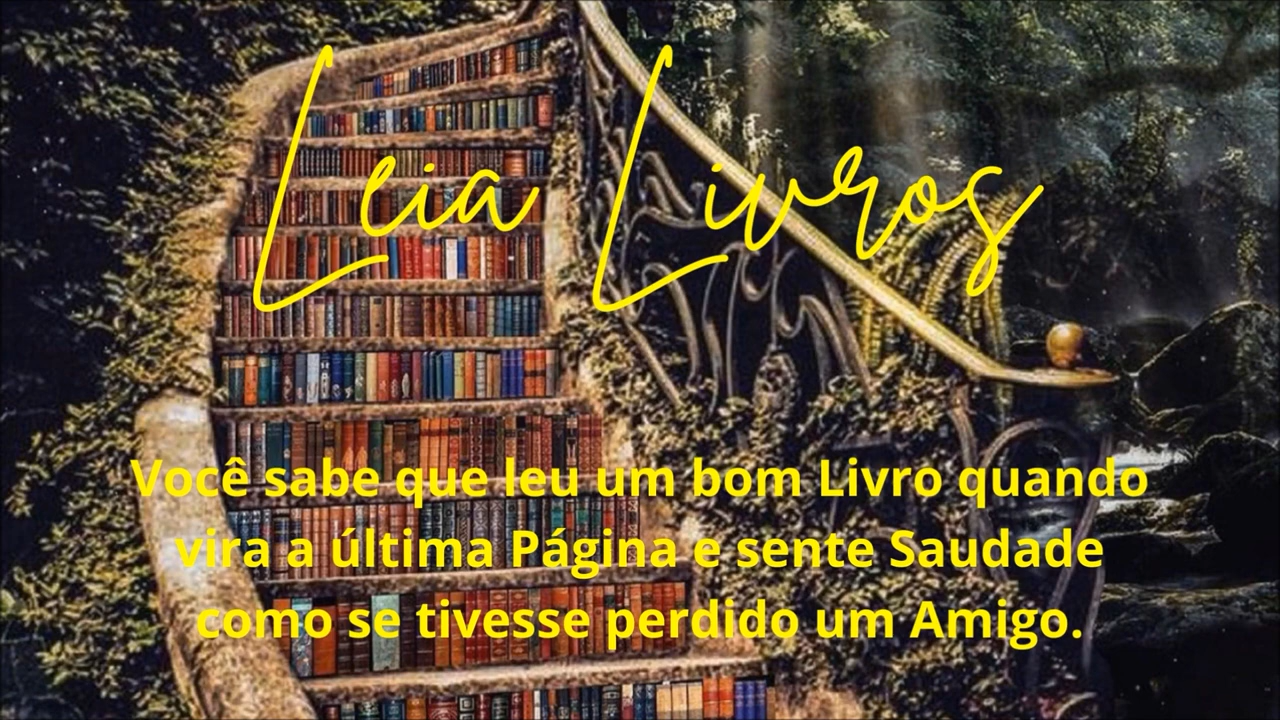 Leia Livros
Você sabe que leu um bom Livro quando
vira a última Página e sente Saudade
como se tivesse perdido um Amigo.